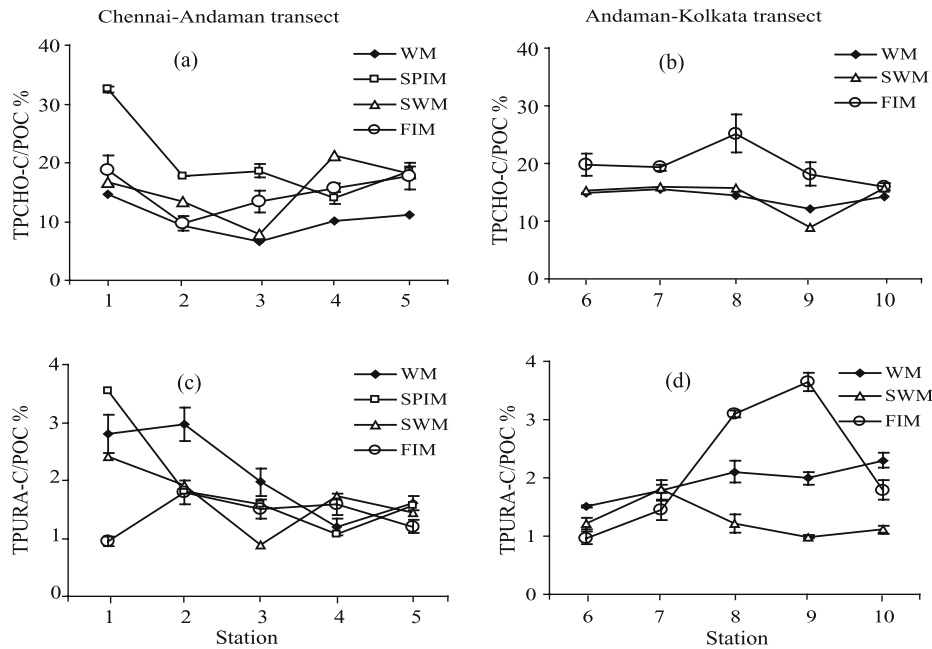 Chennai-Andaman transect
Andaman-Kolkata transect
(a)
WM
SPIM
SWM
FIM
TPCHO-C/POC %
40
30
20
10
0
1 2 3 4 5
(b)
WM
SWM
FIM
TPCHO-C/POC %
40
30
20
10
0
6 7 8 9 10
(c)
WM
SPIM
SWM
FIM
TPURA-C/POC %
4
3
2
1
0
1 2 3 4 5
Station
(d)
WM
SWM
FIM
TPURA-C/POC %
4
3
2
1
0
6 7 8 9 10
Station